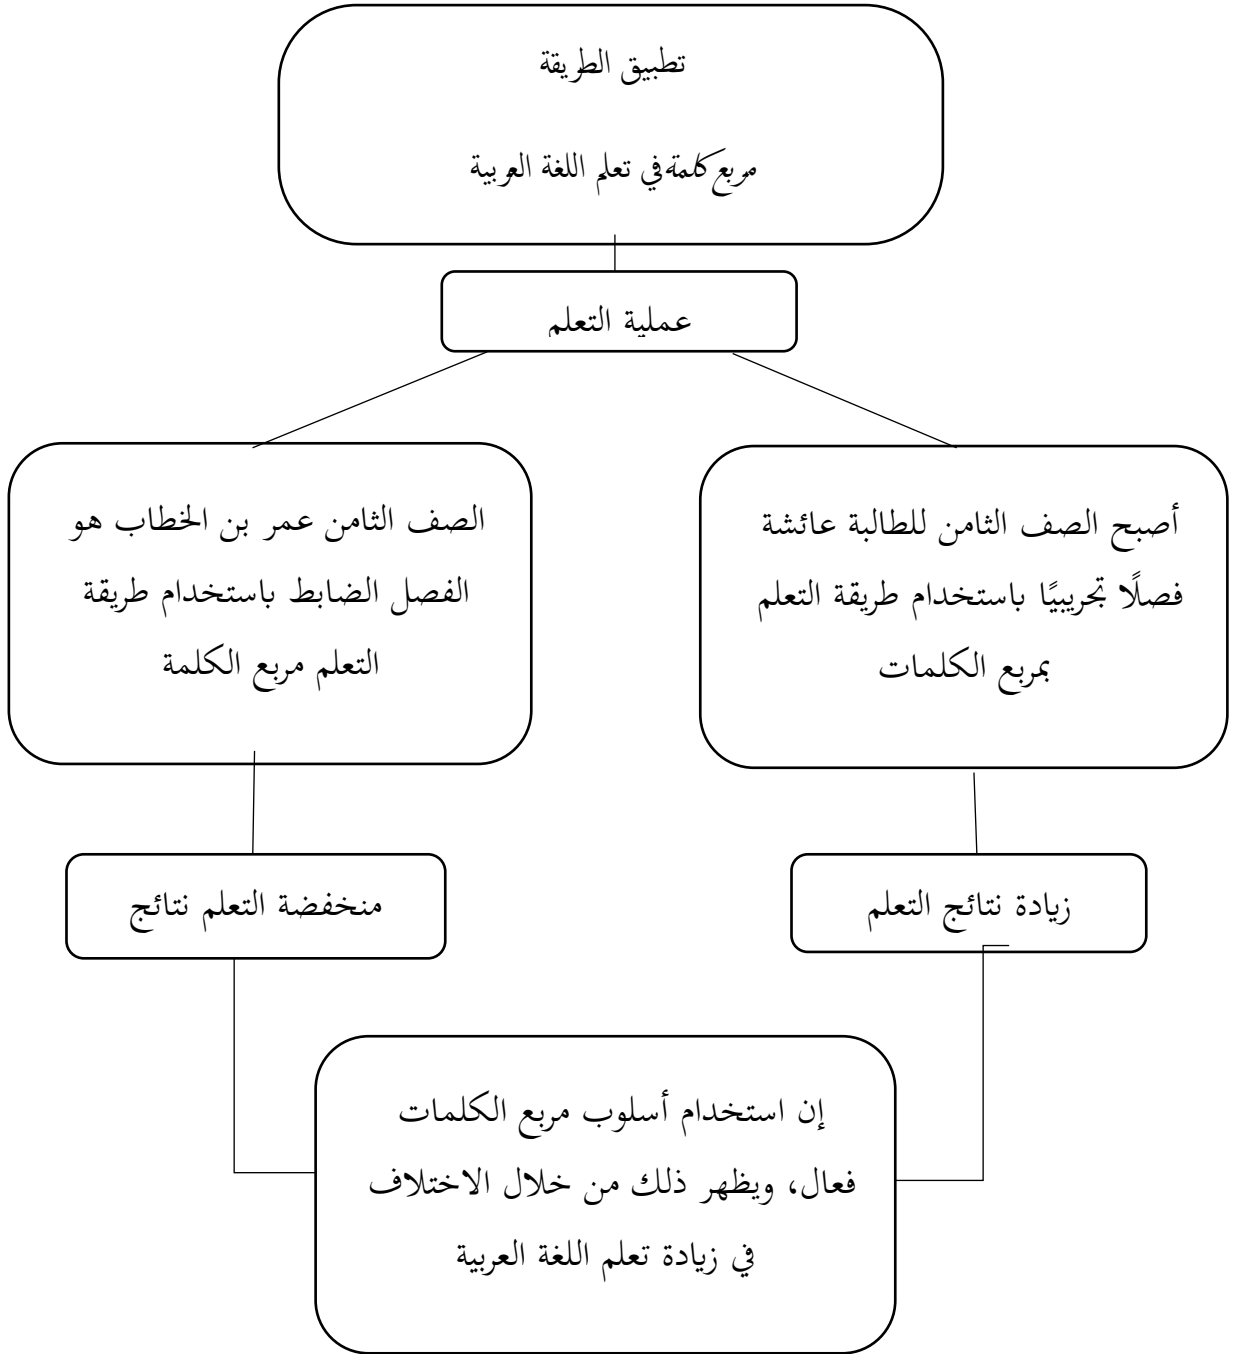 تطبيق الطريقة
مربع كلمة في تعلم اللغة العربية
عملية التعلم
أصبح الصف الثامن للطالبة عائشة
فصلًا تجريبيًا باستخدام طريقة التعلم
بمربع الكلمات
الصف الثامن عمر بن الخطاب هو
الفصل الضابط باستخدام طريقة
التعلم مربع الكلمة
زيادة نتائج التعلم
منخفضة التعلم نتائج
إن استخدام أسلوب مربع الكلمات
فعال، ويظهر ذلك من خلال الاختلاف
في زيادة تعلم اللغة العربية